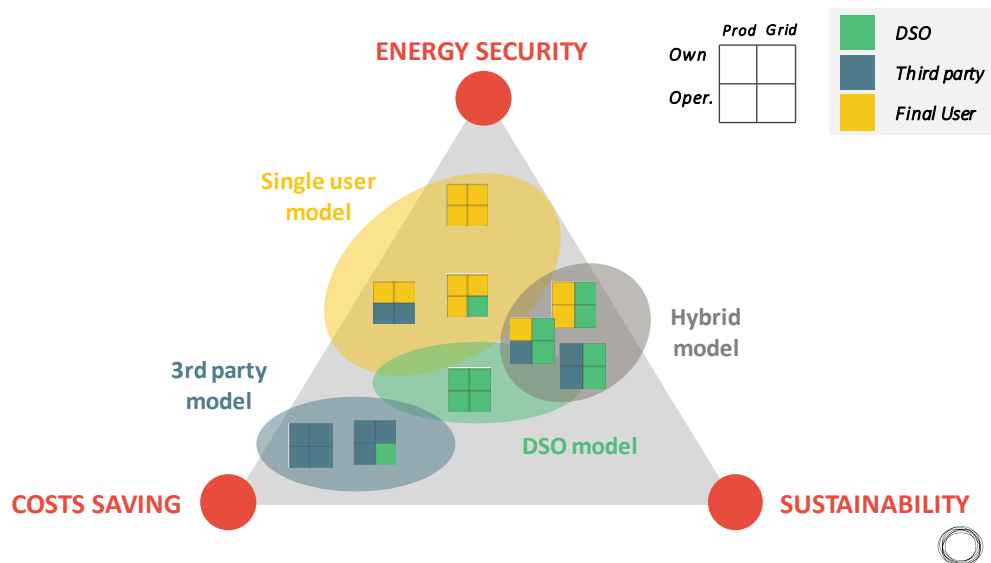 Prod Grid
Own
Oper.
DSO
Third party
Final User
ENERGY SECURITY
Single user
model
Hybrid
model
3rd party
model
DSO model
COSTS SAVING
SUSTAINABILITY